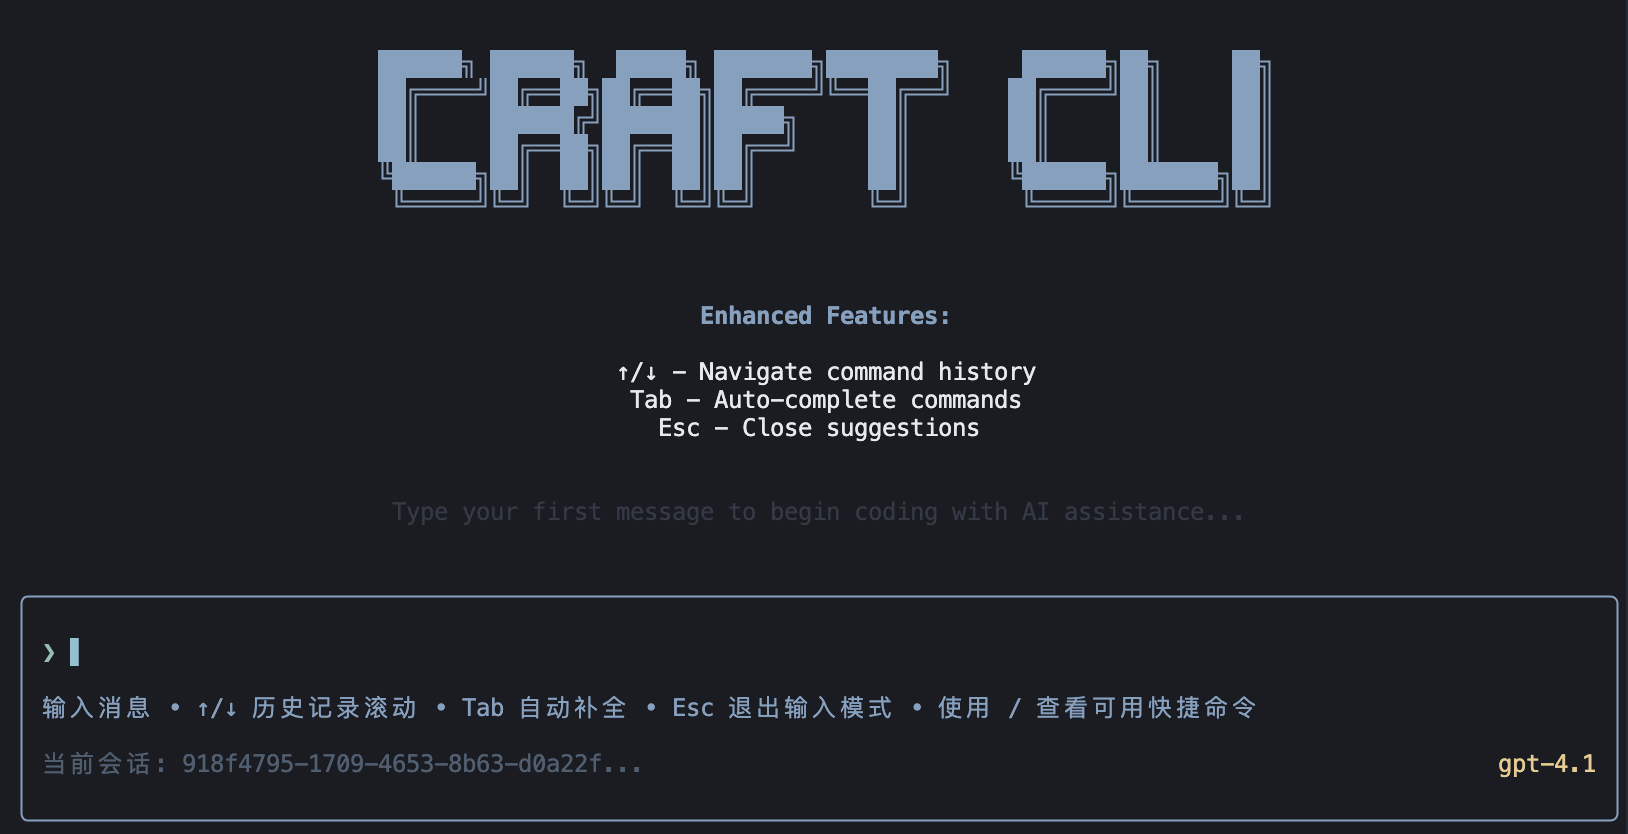 CRAFT CLI
Enhanced Features:
↑/↓ - Navigate command history
Tab - Auto-complete commands
Esc - Close suggestions
Type your first message to begin coding with AI assistance...
❯
输入消息 • ↑/↓ 历史记录滚动 • Tab 自动补全 • Esc 退出输入模式 • 使用 / 查看可用快捷命令
当前会话: 918f4795-1709-4653-8b63-d0a22f... gpt-4.1